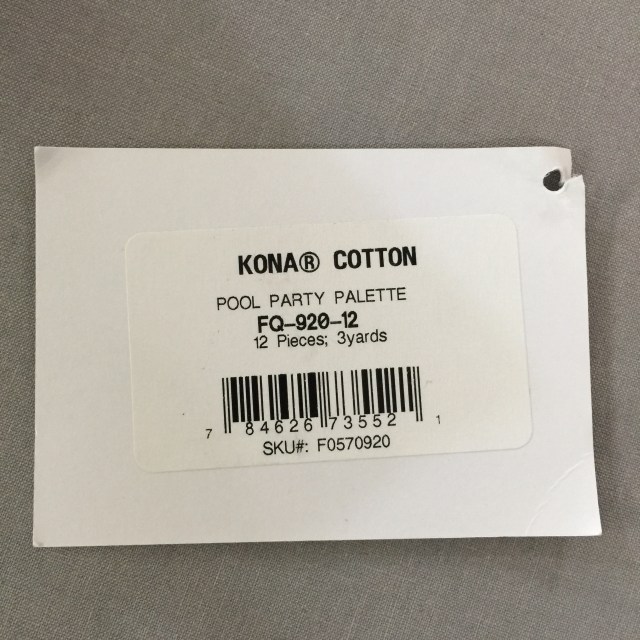 KONA® COTTON
POOL PARTY PALETTE
FQ-920-12
12 Pieces; 3yards
7 84626 73552 1
SKU#: F0570920